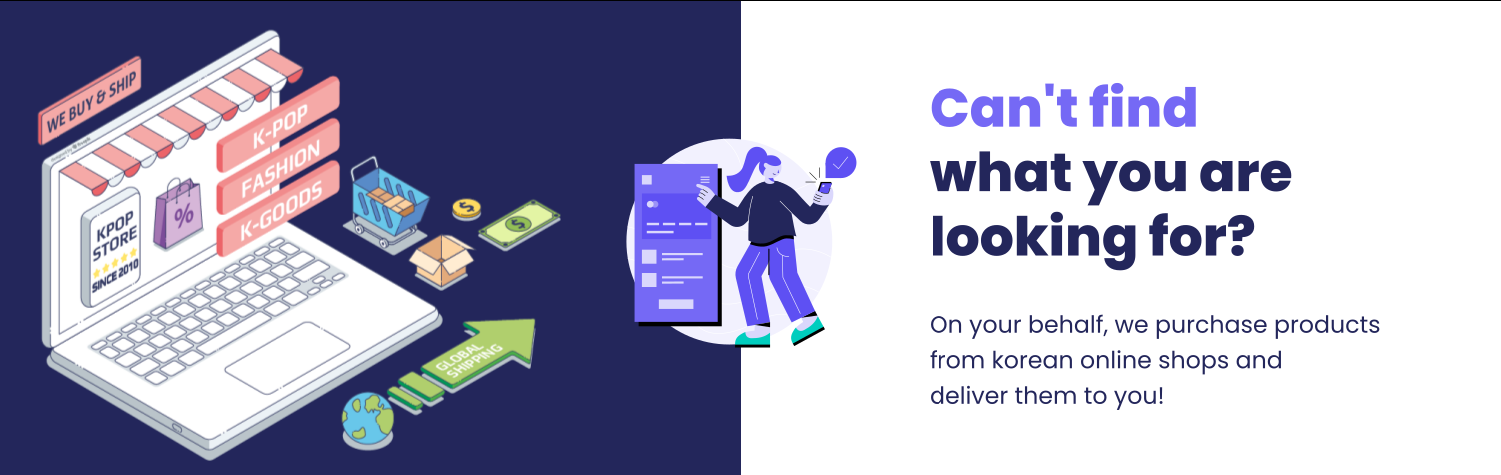 WE BUY & SHIP
K-POP
FASHION
K-GOODS
KPOP
STORE
SINCE 2010
%
$
$
GLOBAL
SHIPPING
Can't find
what you are
looking for?
On your behalf, we purchase products
from korean online shops and
deliver them to you!